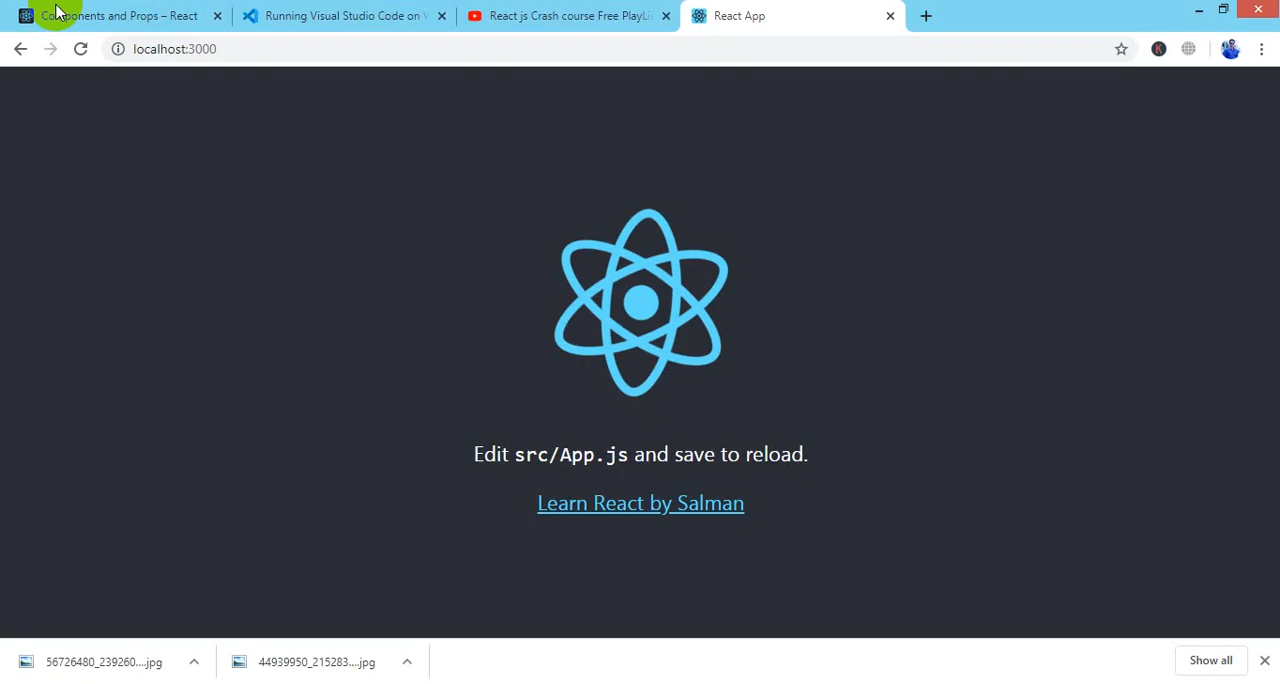 Components and Props – React
Running Visual Studio Code on V
React js Crash course Free PlayLis
React App
localhost:3000
K
Edit src/App.js and save to reload.
Learn React by Salman
56726480_239260....jpg
44939950_215283....jpg
Show all